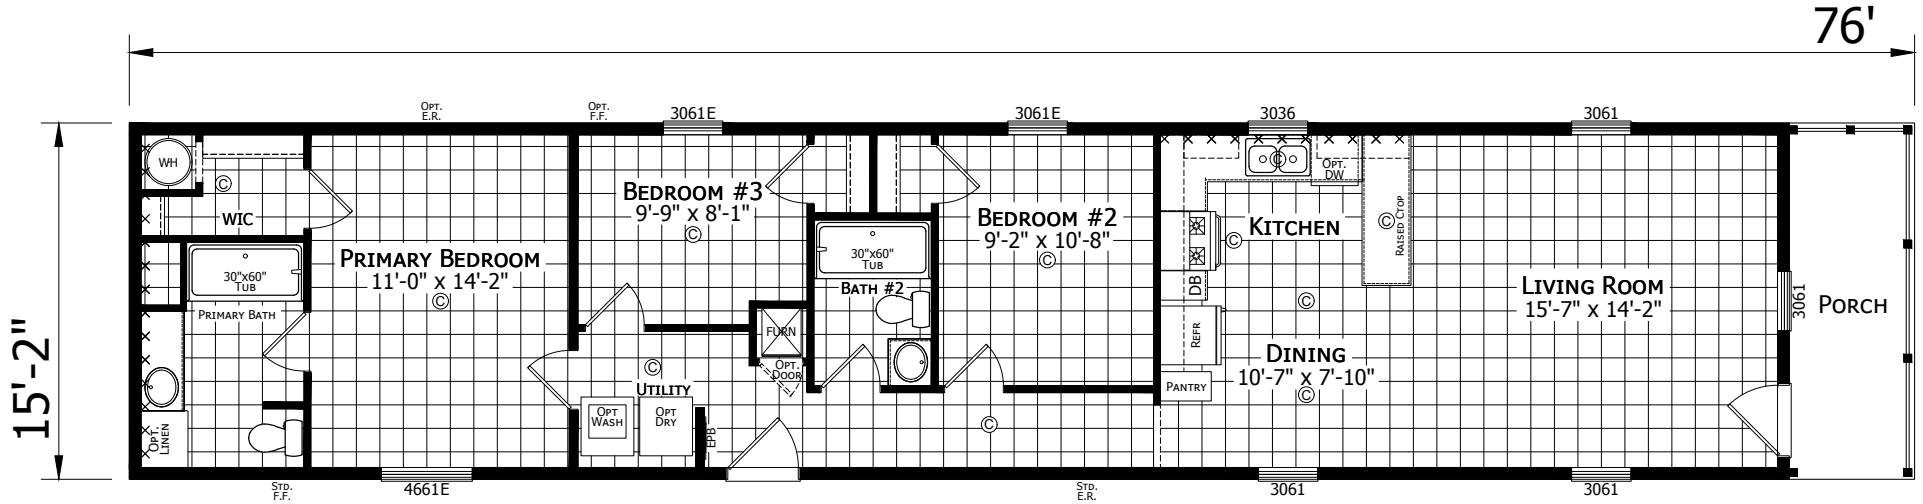 76'
15'-2"
OPT.
E.R.
OPT.
F.F.
3061E
3061E
3036
3061
WH
C
WIC
30"x60"
TUB
PRIMARY BATH
OPT.
LINEN
PRIMARY BEDROOM
11'-0" x 14'-2"
C
BEDROOM #3
9'-9" x 8'-1"
C
C
UTILITY
OPT
WASH
OPT
DRY
EPB
FURN
OPT.
DOOR
30"x60"
TUB
BATH #2
BEDROOM #2
9'-2" x 10'-8"
C
C
C
OPT.
DW
KITCHEN
C
C
RAISED CTOP
DB
REFR
PANTRY
C
DINING
10'-7" x 7'-10"
C
LIVING ROOM
15'-7" x 14'-2"
3061
PORCH
STD.
F.F.
4661E
STD.
E.R.
3061
3061